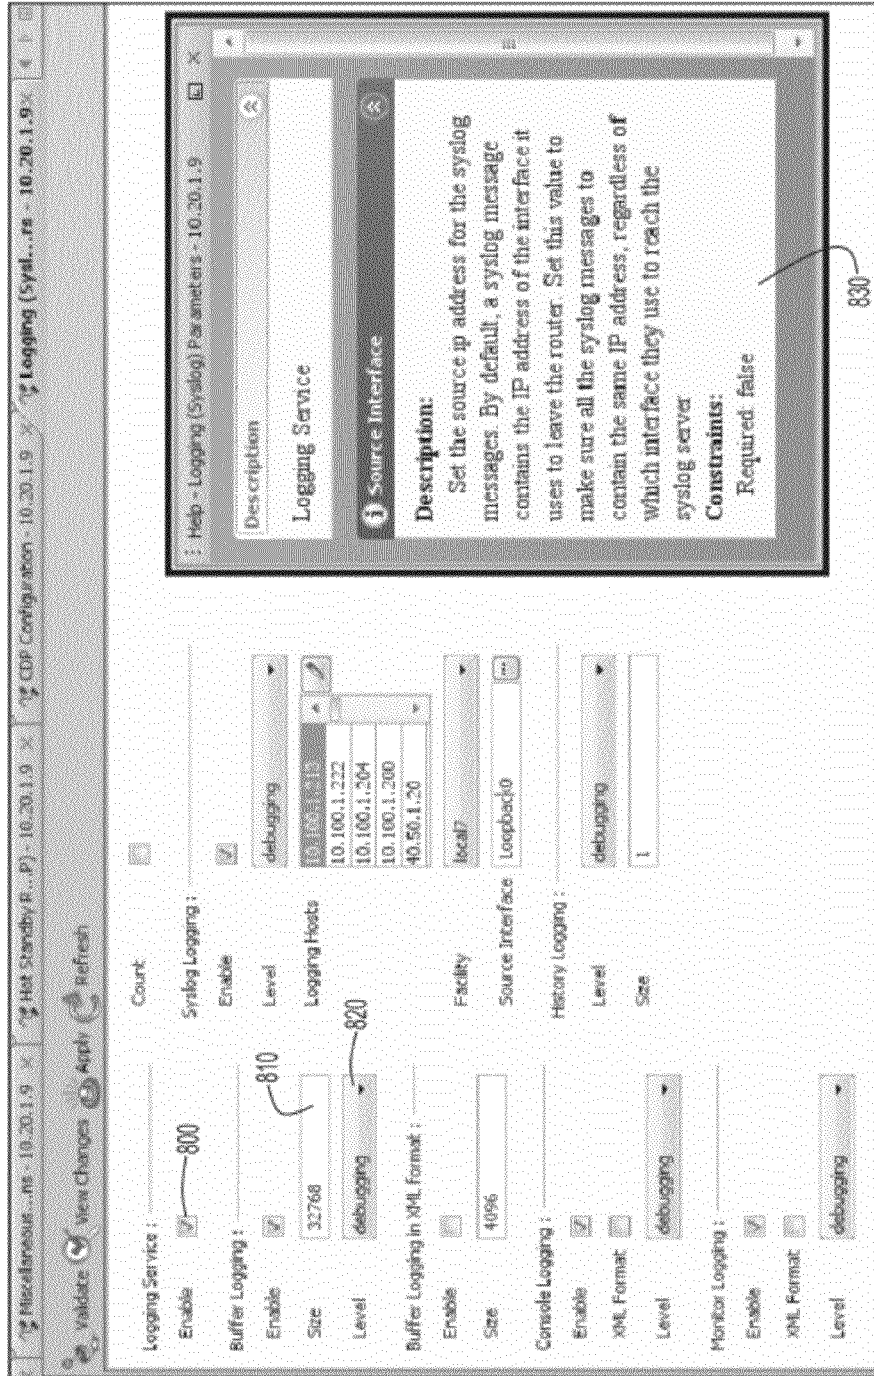 Miscellaneous ...ns - 10.20.1.9
Hot Standby R...P) - 10.20.1.9
CDP Configuration - 10.20.1.9
Logging (Sysl...rs - 10.20.1.9
Validate View Changes Apply Refresh
Logging Service :
Enable
800
Buffer Logging :
Enable
Size 32768
810
Level debugging
820
Buffer Logging in XML Format :
Enable
Size 4096
Console Logging :
Enable
XML Format
Level debugging
Monitor Logging :
Enable
XML Format
Level debugging
Count
Syslog Logging :
Enable
Level debugging
Logging Hosts
10.100.1.222
10.100.1.204
10.100.1.200
40.50.1.20
Facility local7
Source Interface Loopback0
History Logging :
Level debugging
Size 1
Help - Logging (Syslog) Parameters - 10.20.1.9
Description
Logging Service
Source Interface
Description:
Set the source ip address for the syslog
messages. By default, a syslog message
contains the IP address of the interface it
uses to leave the router. Set this value to
make sure all the syslog messages to
contain the same IP address, regardless of
which interface they use to reach the
syslog server
Constraints:
Required: false
830